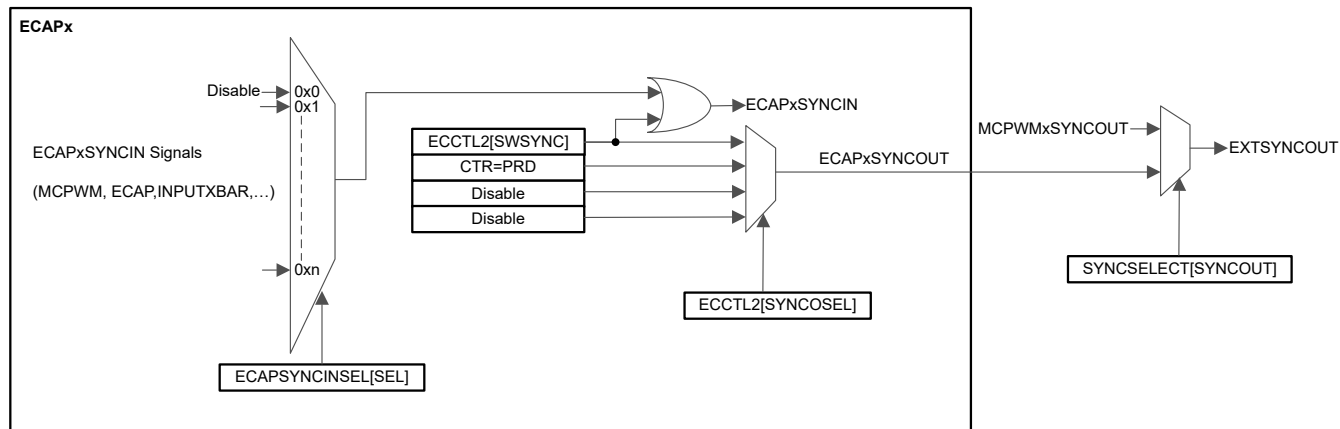 ECAPx
Disable
0x0
0x1
ECAPxSYNCIN Signals
(MCPWM, ECAP,INPUTXBAR,…)
0xn
ECAPSYNCINSEL[SEL]
ECAPxSYNCIN
ECCTL2[SWSYNC]
CTR=PRD
Disable
Disable
ECAPxSYNCOUT
ECCTL2[SYNCOSEL]
MCPWMxSYNCOUT
EXTSYNCOUT
SYNCSELECT[SYNCOUT]